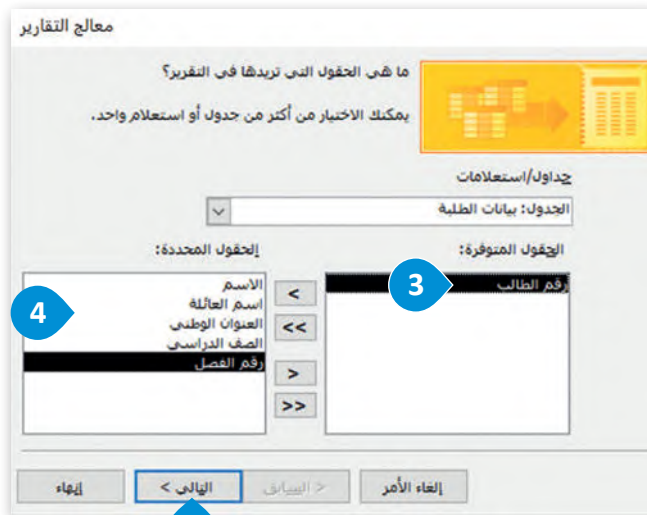 معالج التقارير
ما هي الحقول التي تريدها في التقرير؟
يمكنك الاختيار من أكثر من جدول أو استعلام واحد.
جداول/استعلامات
الجدول: بيانات الطلبة
الحقول المتوفرة:
رقم الطالب
3
الحقول المحددة:
الاسم
اسم العائلة
العنوان الوطني
الصف الدراسي
رقم الفصل
4
<
<<
>
>>
إلغاء الأمر
< السابق
التالي >
إنهاء